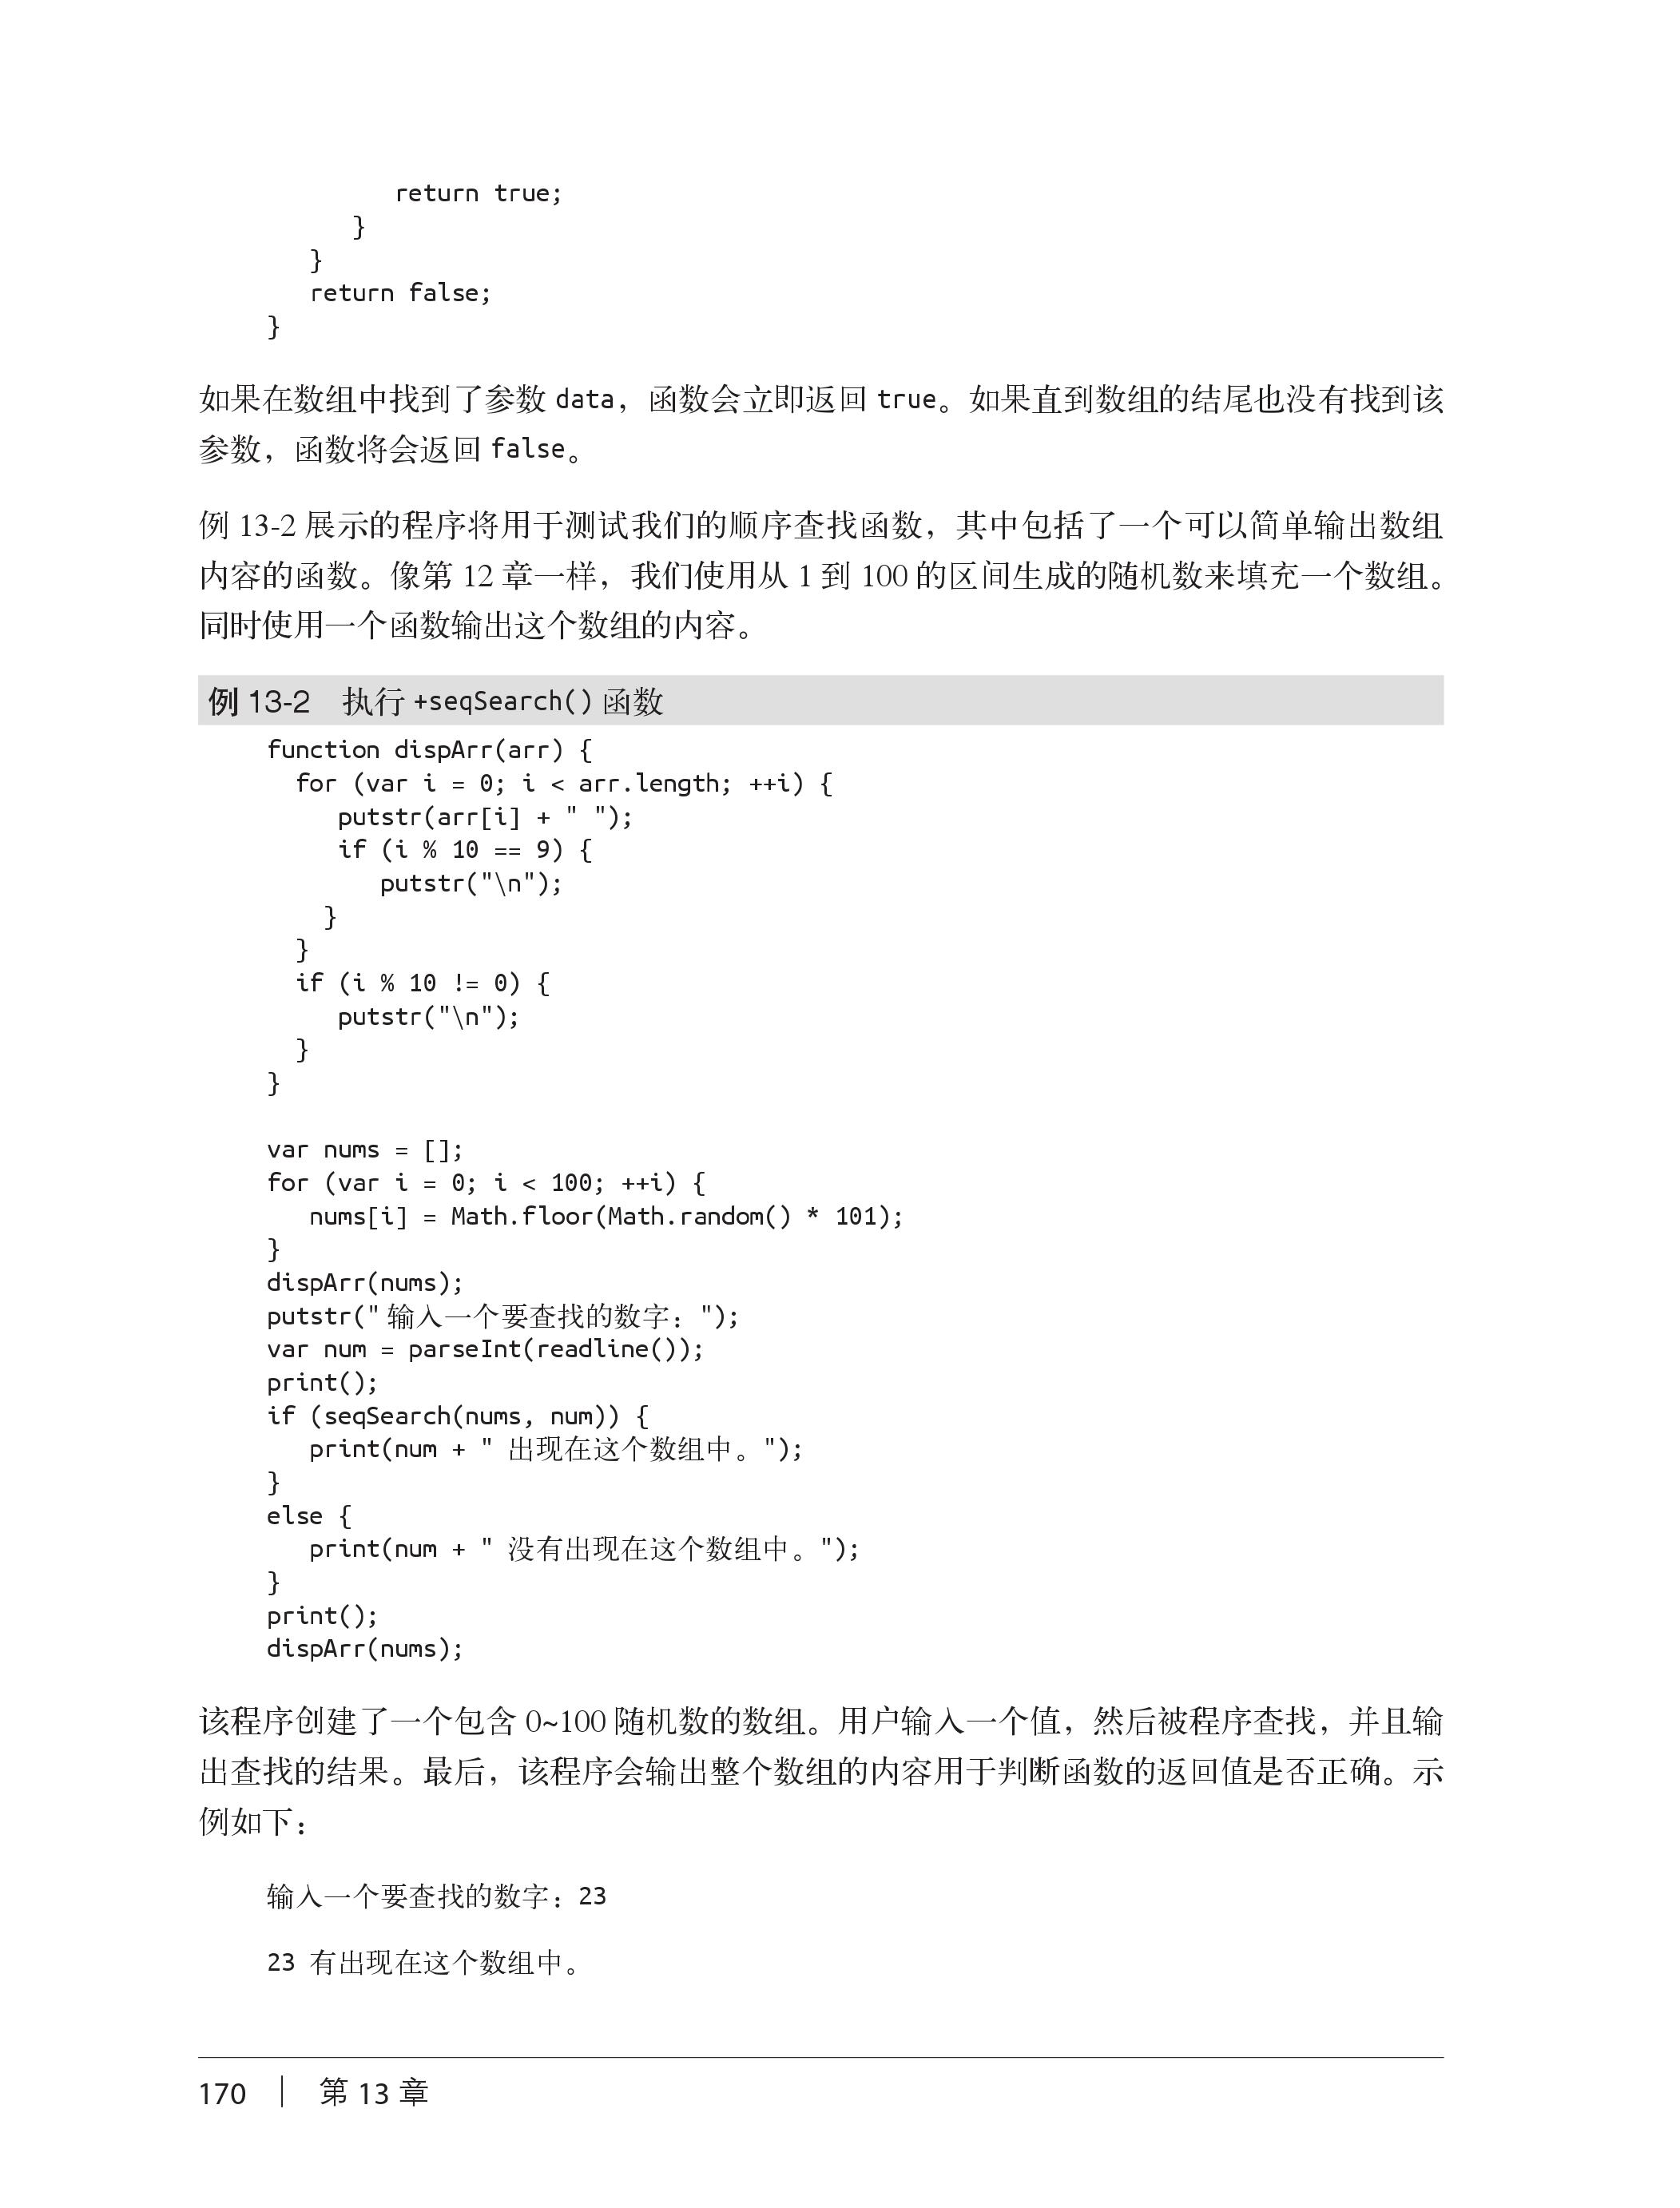 return true;
}
}
return false;
}
如果在数组中找到了参数 data，函数会立即返回 true。如果直到数组的结尾也没有找到该
参数，函数将会返回 false。
例 13-2 展示的程序将用于测试我们的顺序查找函数，其中包括了一个可以简单输出数组
内容的函数。像第 12 章一样，我们使用从 1 到 100 的区间生成的随机数来填充一个数组。
同时使用一个函数输出这个数组的内容。
例 13-2 执行 +seqSearch() 函数
function dispArr(arr) {
for (var i = 0; i < arr.length; ++i) {
putstr(arr[i] + " ");
if (i % 10 == 9) {
putstr("\n");
}
}
if (i % 10 != 0) {
putstr("\n");
}
}
var nums = [];
for (var i = 0; i < 100; ++i) {
nums[i] = Math.floor(Math.random() * 101);
}
dispArr(nums);
putstr(" 输入一个要查找的数字：");
var num = parseInt(readline());
print();
if (seqSearch(nums, num)) {
print(num + " 出现在这个数组中。");
}
else {
print(num + " 没有出现在这个数组中。");
}
print();
dispArr(nums);
该程序创建了一个包含 0~100 随机数的数组。用户输入一个值，然后被程序查找，并且输
出查找的结果。最后，该程序会输出整个数组的内容用于判断函数的返回值是否正确。示
例如下：
输入一个要查找的数字：23
23 有出现在这个数组中。
170 | 第 13 章